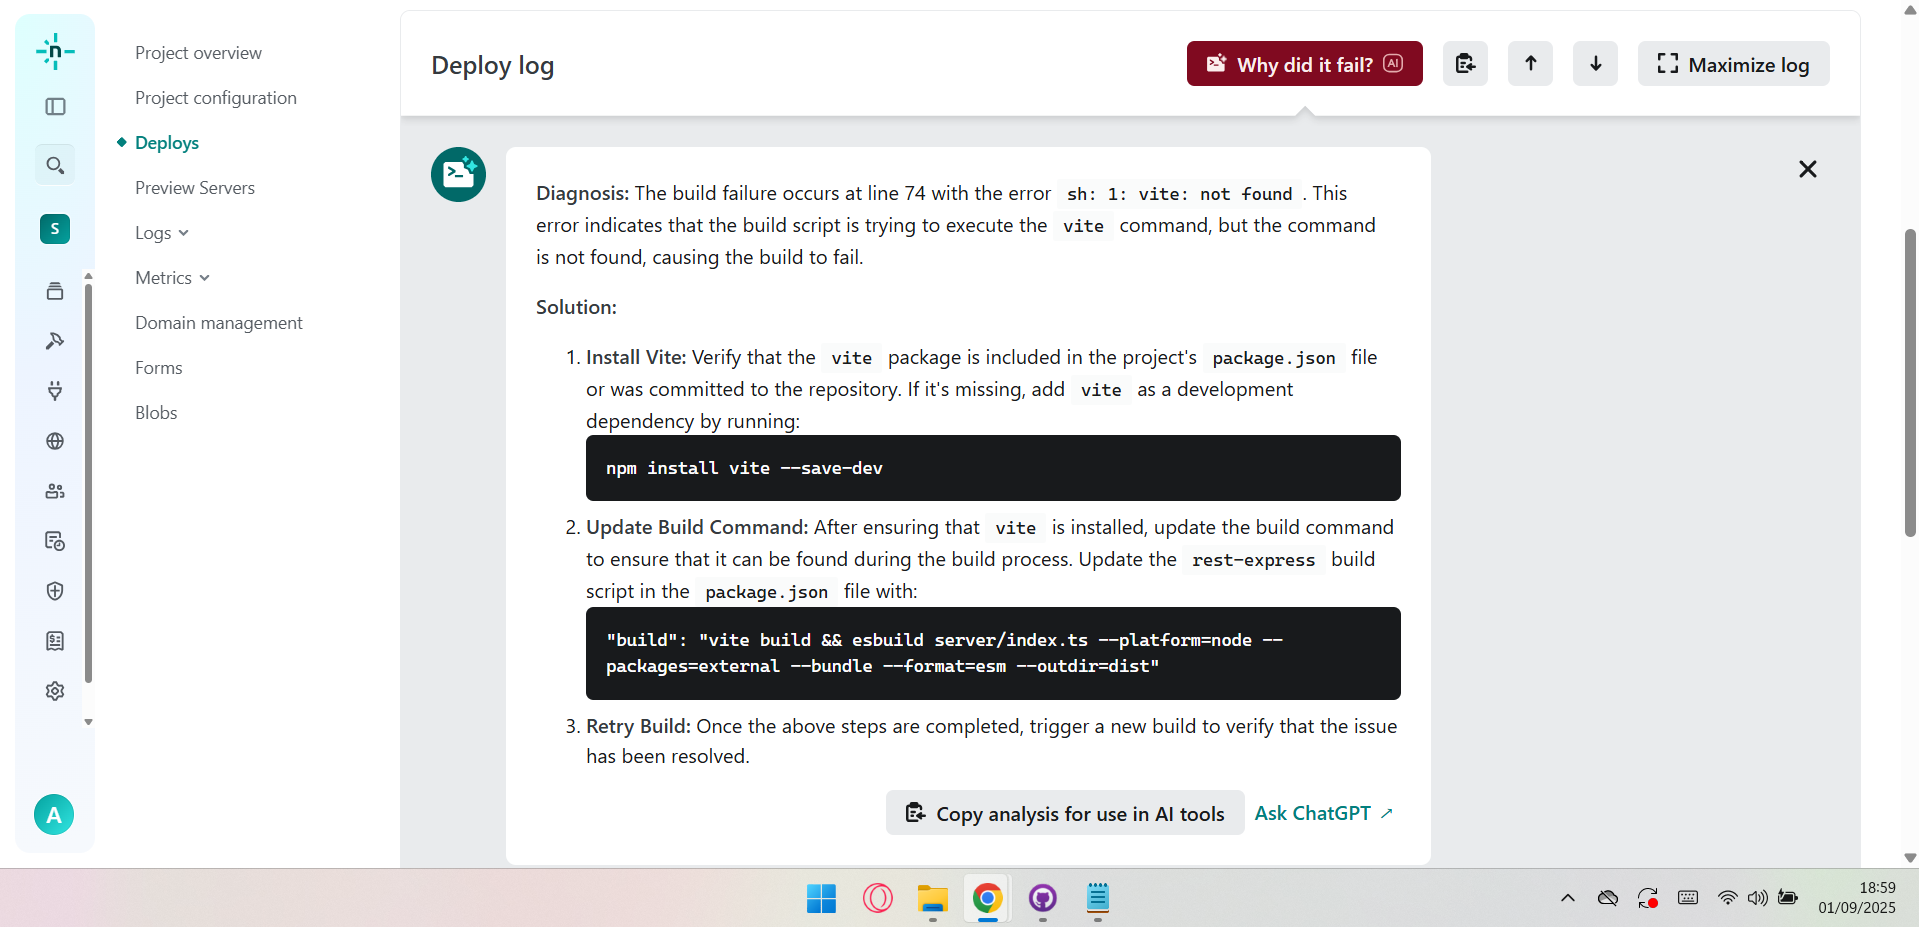 n
Project overview
Project configuration
Deploys
Preview Servers
S
Logs
Metrics
Domain management
Forms
Blobs
A
Deploy log
Why did it fail? AI
Maximize log
Diagnosis: The build failure occurs at line 74 with the error sh: 1: vite: not found . This
error indicates that the build script is trying to execute the vite command, but the command
is not found, causing the build to fail.
Solution:
1. Install Vite: Verify that the vite package is included in the project's package.json file
or was committed to the repository. If it's missing, add vite as a development
dependency by running:
npm install vite --save-dev
2. Update Build Command: After ensuring that vite is installed, update the build command
to ensure that it can be found during the build process. Update the rest-express build
script in the package.json file with:
"build": "vite build && esbuild server/index.ts --platform=node --
packages=external --bundle --format=esm --outdir=dist"
3. Retry Build: Once the above steps are completed, trigger a new build to verify that the issue
has been resolved.
Copy analysis for use in AI tools
Ask ChatGPT ↗
18:59
01/09/2025